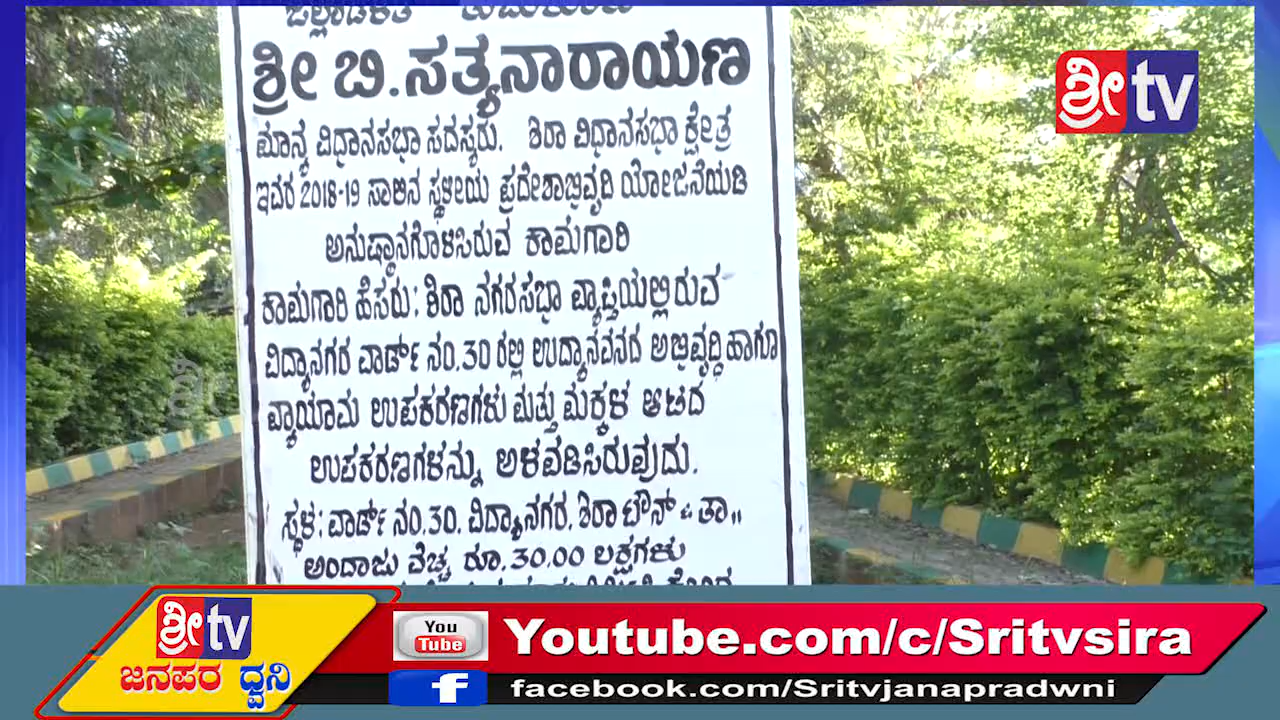 ಶ್ರೀ ಬಿ.ಸತ್ಯನಾರಾಯಣ
ಮಾನ್ಯ ವಿಧಾನಸಭಾ ಸದಸ್ಯರು. ಶಿರಾ ವಿಧಾನಸಭಾ ಕ್ಷೇತ್ರ
ಇವರ 2018-19 ಸಾಲಿನ ಸ್ಥಳೀಯ ಪ್ರದೇಶಾಭಿವೃದಿ ಯೋಜನೆಯಡಿ
ಅನುಷ್ಠಾನಗೊಳಿಸಿರುವ ಕಾಮಗಾರಿ
ಕಾಮಗಾರಿ ಹೆಸರು: ಶಿರಾ ನಗರಸಭಾ ವ್ಯಾಪ್ತಿಯಲ್ಲಿರುವ
ವಿದ್ಯಾನಗರ ವಾರ್ಡ್ ನಂ.30 ರಲ್ಲಿ ಉದ್ಯಾನವನದ ಅಭಿವೃದ್ಧಿ ಹಾಗೂ
ವ್ಯಾಯಾಮ ಉಪಕರಣಗಳು ಮತ್ತು ಮಕ್ಕಳ ಆಟದ
ಉಪಕರಣಗಳನ್ನು ಅಳವಡಿಸಿರುವುದು.
ಸ್ಥಳ: ವಾರ್ಡ್ ನಂ.30. ವಿದ್ಯಾನಗರ. ಶಿರಾ ಟೌನ್ - ತಾ||
ಅಂದಾಜು ವೆಚ್ಚ ರೂ.30.00 ಲಕ್ಷಗಳು
ಶ್ರೀ tv
ಶ್ರೀ tv
ಜನಪರ ಧ್ವನಿ
You Tube
Youtube.com/c/Sritvsira
f
facebook.com/Sritvjanapradwni